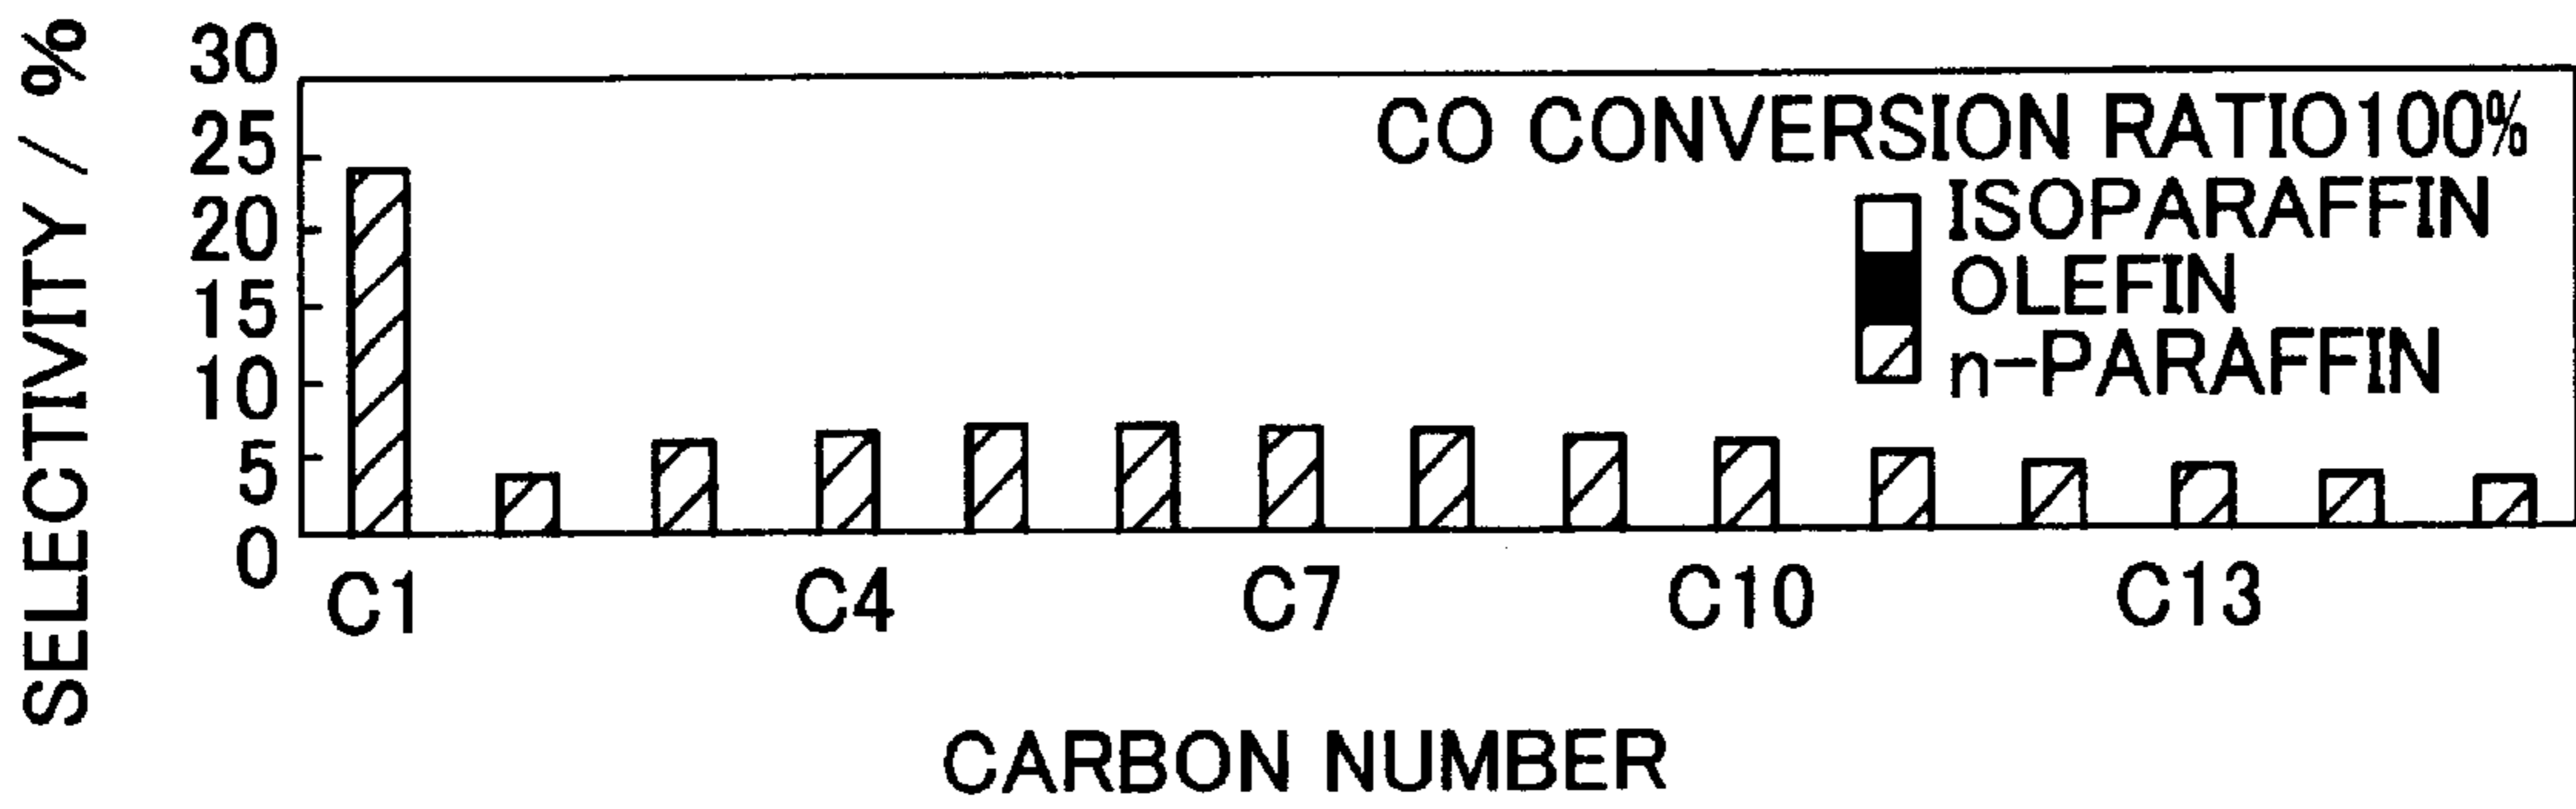 SELECTIVITY / %
30
25
20
15
10
5
0
CO CONVERSION RATIO100%
ISOPARAFFIN
OLEFIN
n-PARAFFIN
C1 C4 C7 C10 C13
CARBON NUMBER